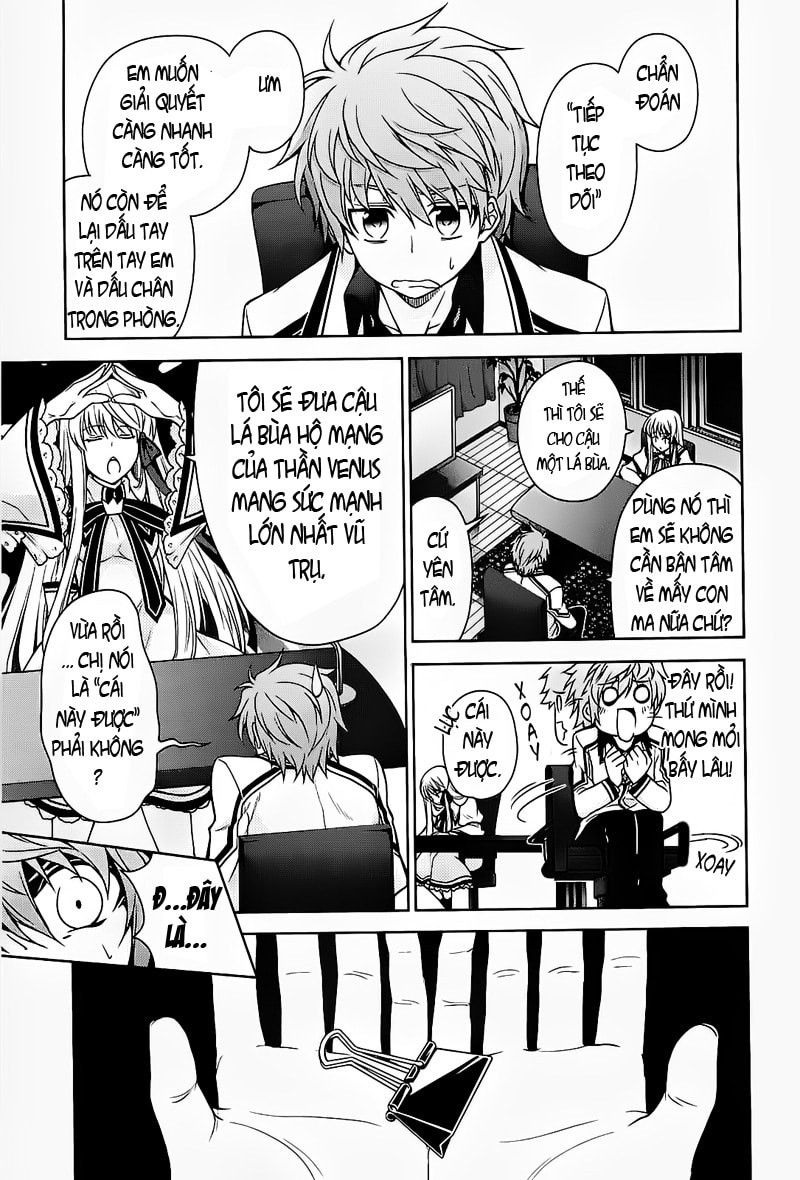 CHẨN
ĐOÁN
"TIẾP
TỤC
THEO
DÕI"
ƯM
EM MUỐN
GIẢI QUYẾT
CÀNG NHANH
CÀNG TỐT.
NÓ CÒN ĐỂ
LẠI DẤU TAY
TRÊN TAY EM
VÀ DẤU CHÂN
TRONG PHÒNG.
THẾ
THÌ TÔI SẼ
CHO CẬU
MỘT LÁ BÙA.
DÙNG NÓ THÌ
EM SẼ KHÔNG
CẦN BẬN TÂM
VỀ MẤY CON
MA NỮA CHỨ?
CỨ
YÊN
TÂM.
ĐÂY RỒI!
THỨ MÌNH
MONG MỎI
BẤY LÂU!
XOAY
LỤC
CÁI
NÀY
ĐƯỢC.
XOAY
TÔI SẼ ĐƯA CẬU
LÁ BÙA HỘ MẠNG
CỦA THẦN VENUS
MANG SỨC MẠNH
LỚN NHẤT VŨ
TRỤ.
VỪA RỒI
... CHỊ NÓI
LÀ "CÁI
NÀY ĐƯỢC"
PHẢI KHÔNG
?
Đ...ĐÂY
LÀ...